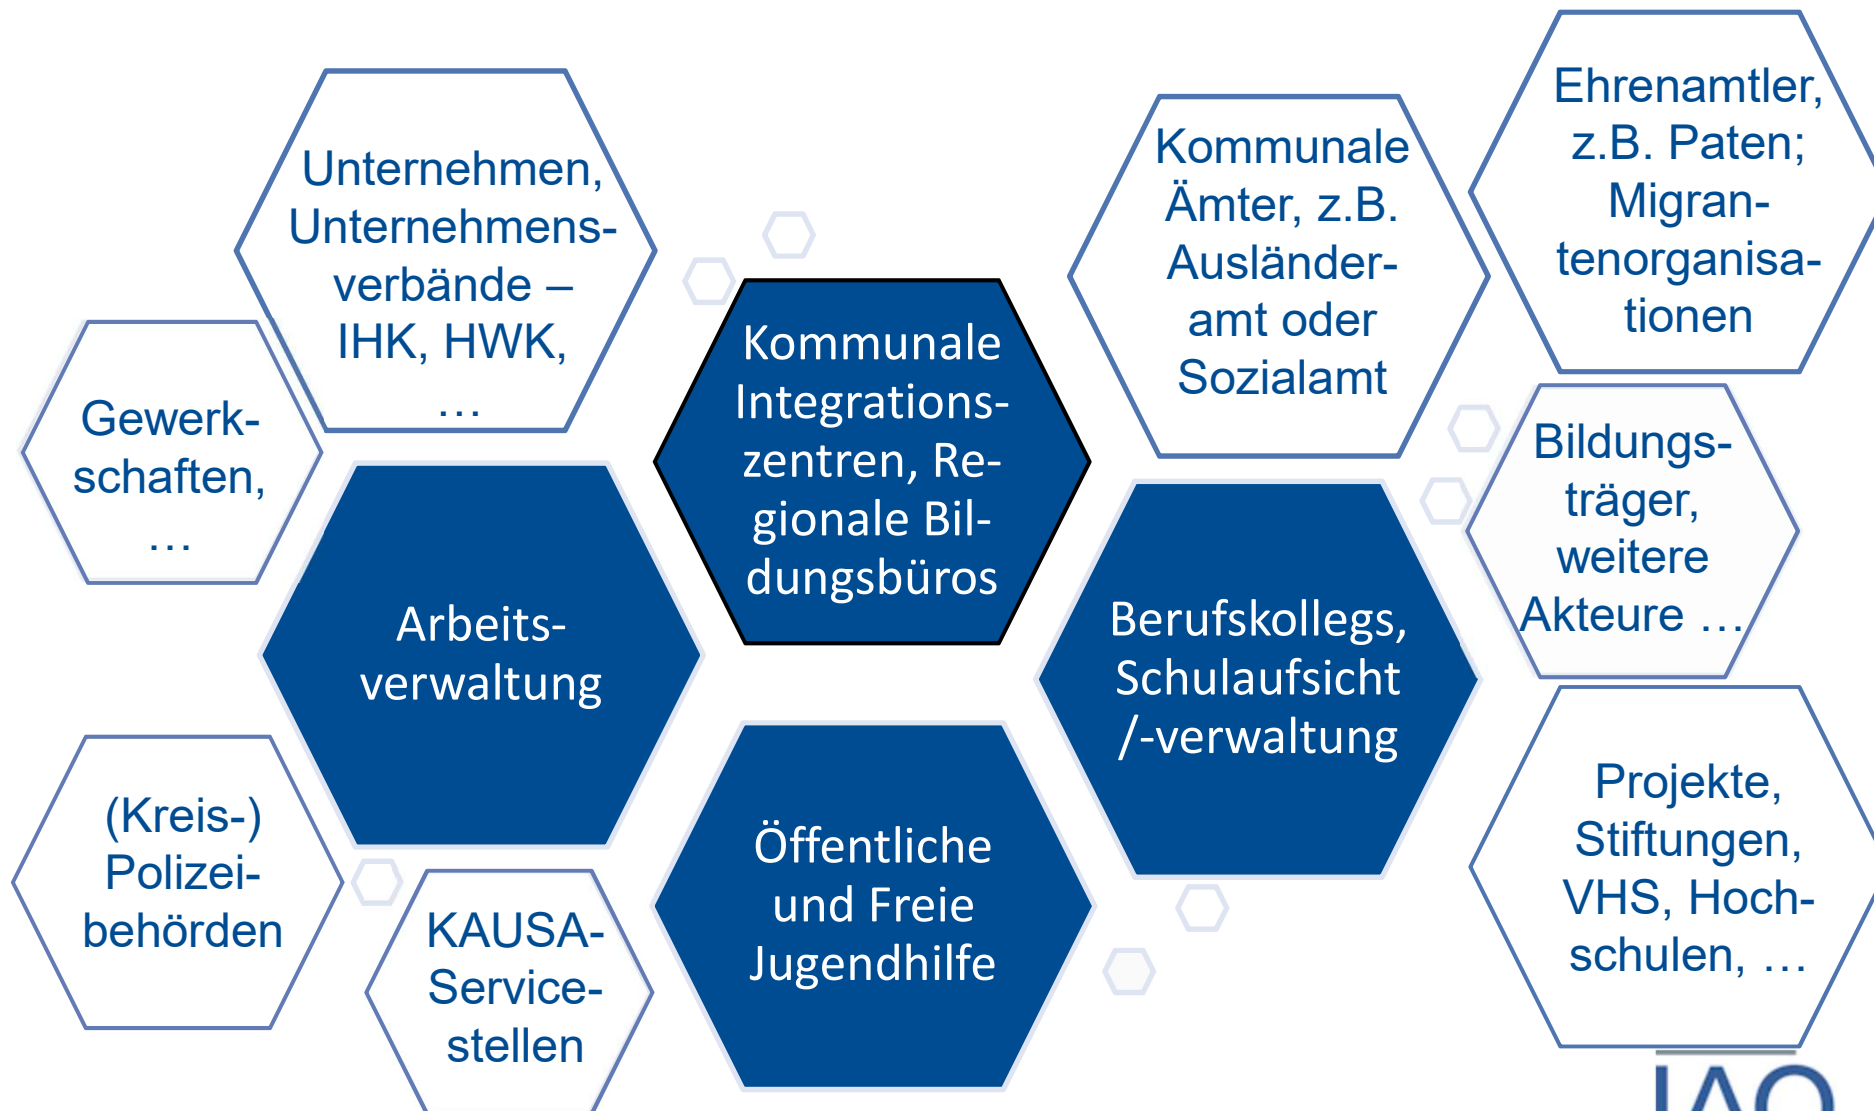 Unternehmen,
Unternehmens-
verbände –
IHK, HWK,
…
Gewerk-
schaften,
…
Kommunale
Integrations-
zentren, Re-
gionale Bil-
dungsbüros
Kommunale
Ämter, z.B.
Ausländer-
amt oder
Sozialamt
Ehrenamtler,
z.B. Paten;
Migran-
tenorganisa-
tionen
Bildungs-
träger,
weitere
Akteure …
Arbeits-
verwaltung
Berufskollegs,
Schulaufsicht
/-verwaltung
(Kreis-)
Polizei-
behörden
KAUSA-
Service-
stellen
Öffentliche
und Freie
Jugendhilfe
Projekte,
Stiftungen,
VHS, Hoch-
schulen, …
IAQ